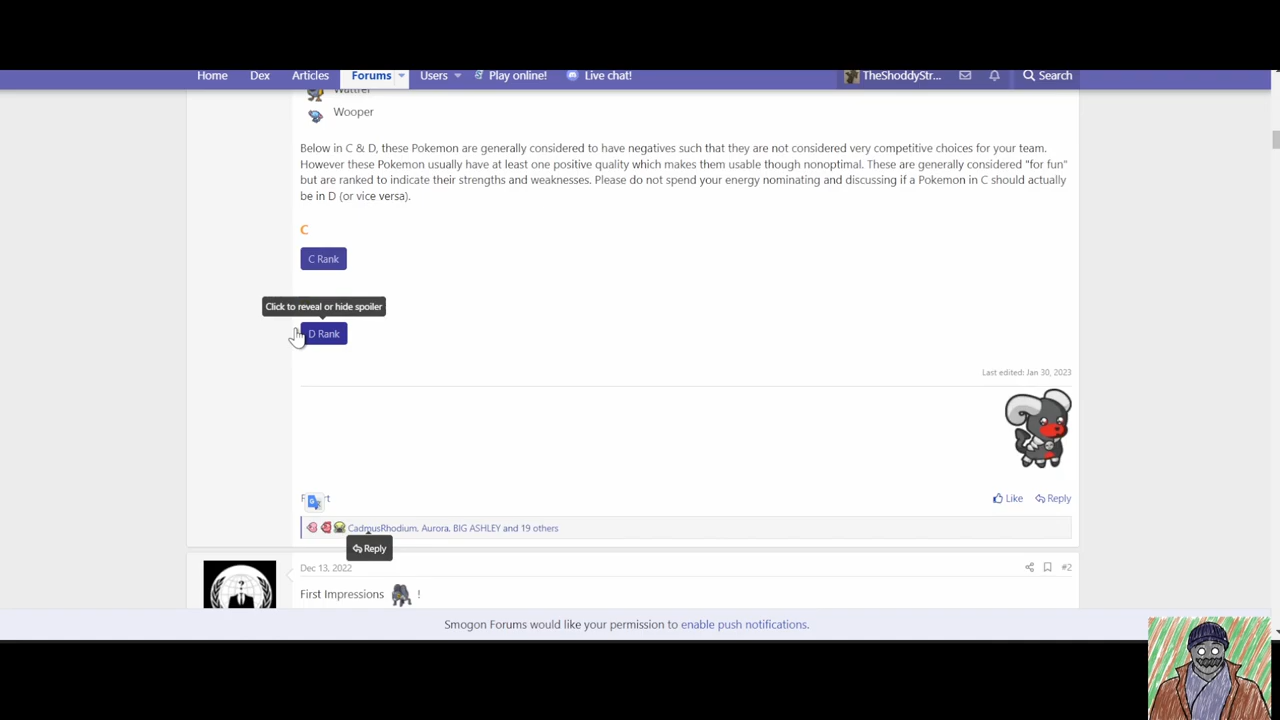 Home Dex Articles Forums Users Play online! Live chat! TheShoddyStr... Search
Wattrel
Wooper
Below in C & D, these Pokemon are generally considered to have negatives such that they are not considered very competitive choices for your team.
However these Pokemon usually have at least one positive quality which makes them usable though nonoptimal. These are generally considered "for fun"
but are ranked to indicate their strengths and weaknesses. Please do not spend your energy nominating and discussing if a Pokemon in C should actually
be in D (or vice versa).
C
C Rank
Click to reveal or hide spoiler
D Rank
Last edited: Jan 30, 2023
Like Reply
CadmusRhodium, Aurora, BIG ASHLEY and 19 others
Reply
Dec 13, 2022 #2
First Impressions !
Smogon Forums would like your permission to enable push notifications.